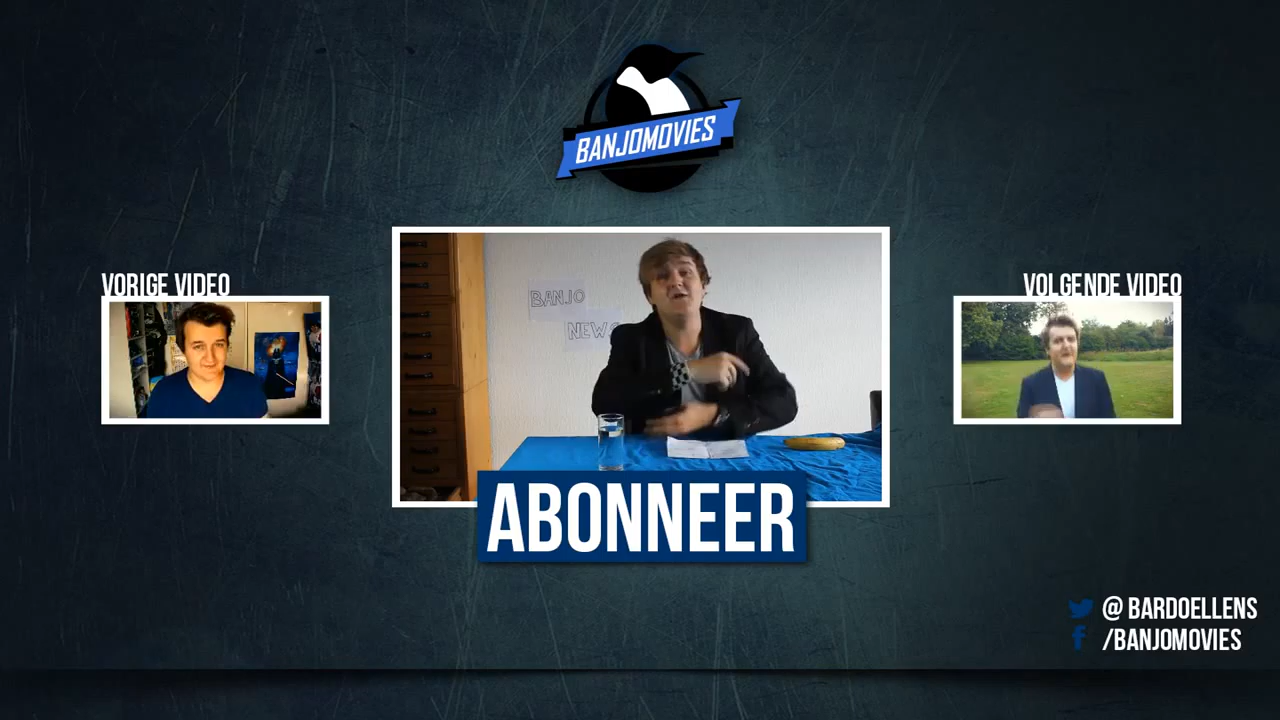 BANJOMOVIES
VORIGE VIDEO
VOLGENDE VIDEO
BANJO
NEWS
ABONNEER
@ BARDOELLENS
/BANJOMOVIES